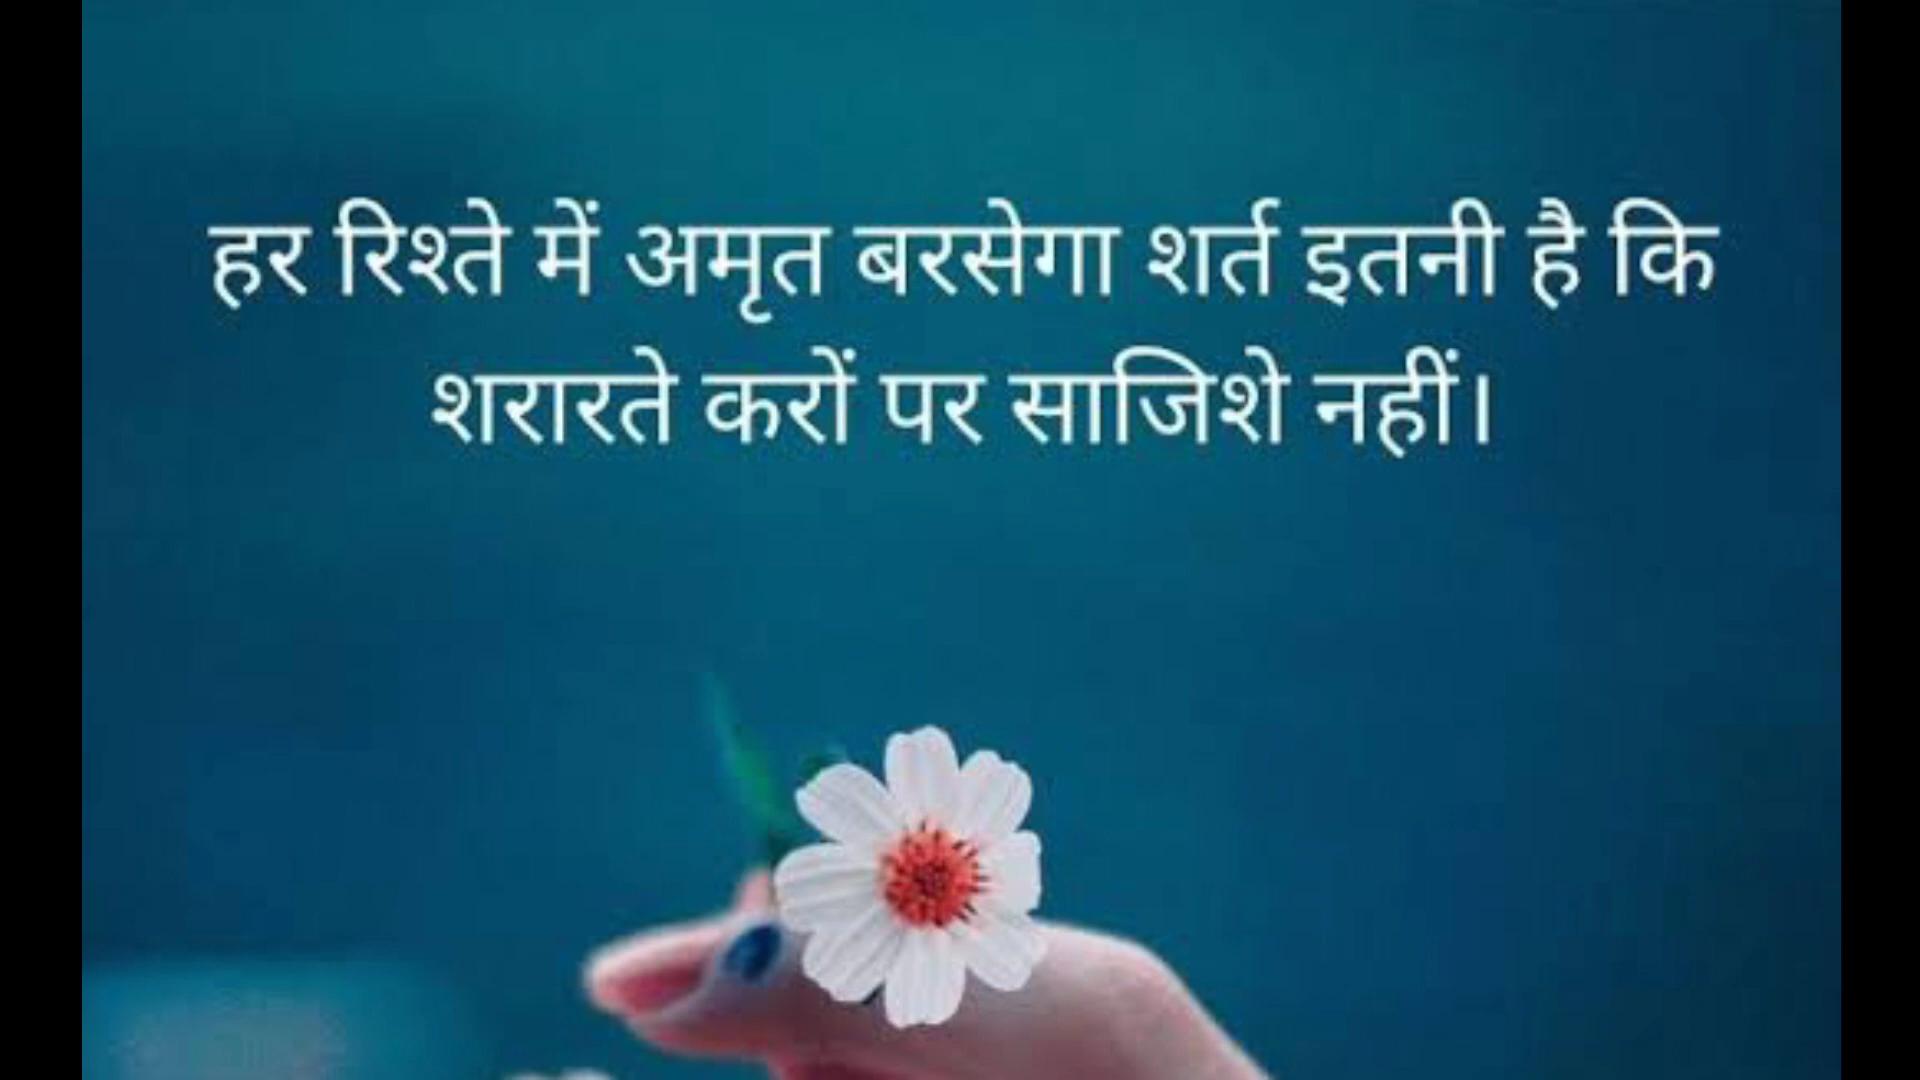 हर रिश्ते में अमृत बरसेगा शर्त इतनी है कि
शरारते करों पर साजिशे नहीं।